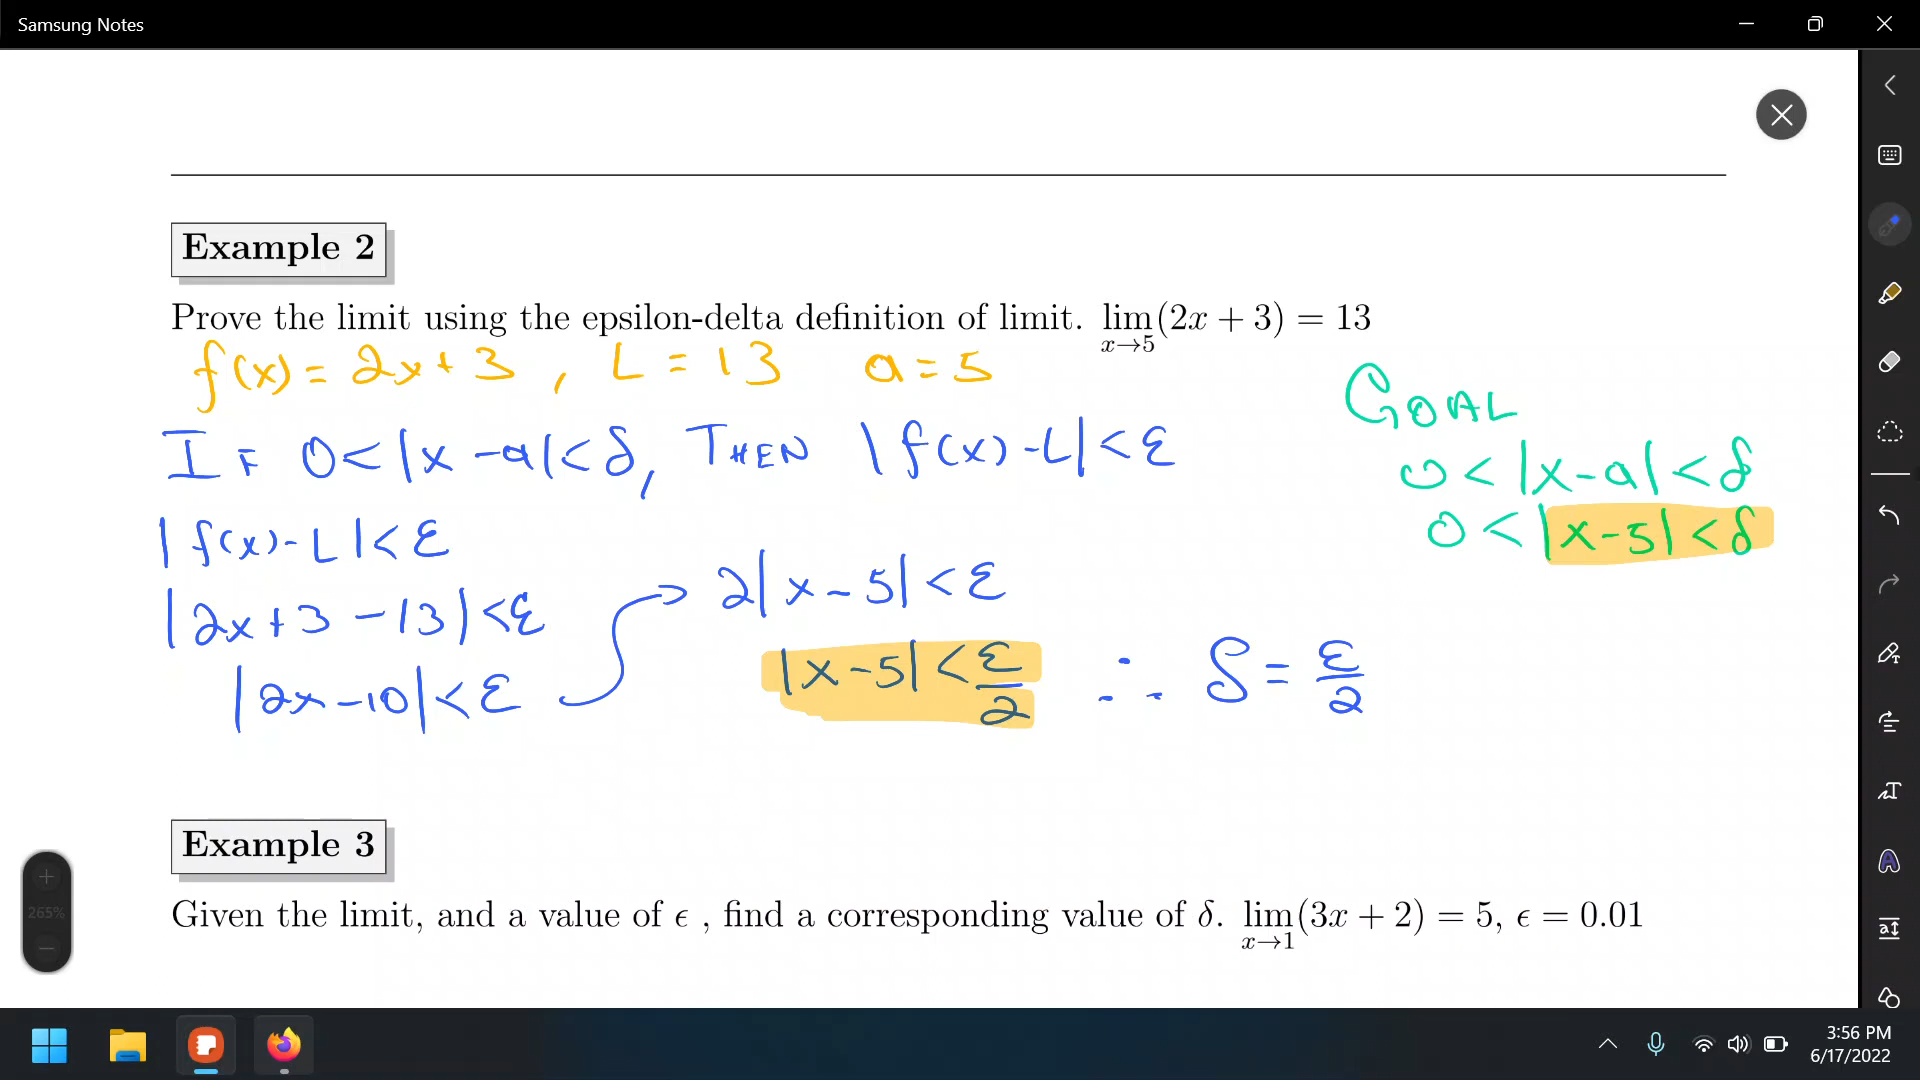 Samsung Notes
Example 2
Prove the limit using the epsilon-delta definition of limit. lim x→5 (2x + 3) = 13
f(x) = 2x + 3 , L = 13 a = 5
GOAL
IF 0 < |x - a| < δ, THEN |f(x) - L| < ε
0 < |x - a| < δ
|f(x) - L| < ε
0 < |x - 5| < δ
|2x + 3 - 13| < ε
2|x - 5| < ε
|2x - 10| < ε
|x - 5| < ε/2 ∴ δ = ε/2
Example 3
265%
Given the limit, and a value of ϵ , find a corresponding value of δ. lim x→1 (3x + 2) = 5, ϵ = 0.01
3:56 PM
6/17/2022